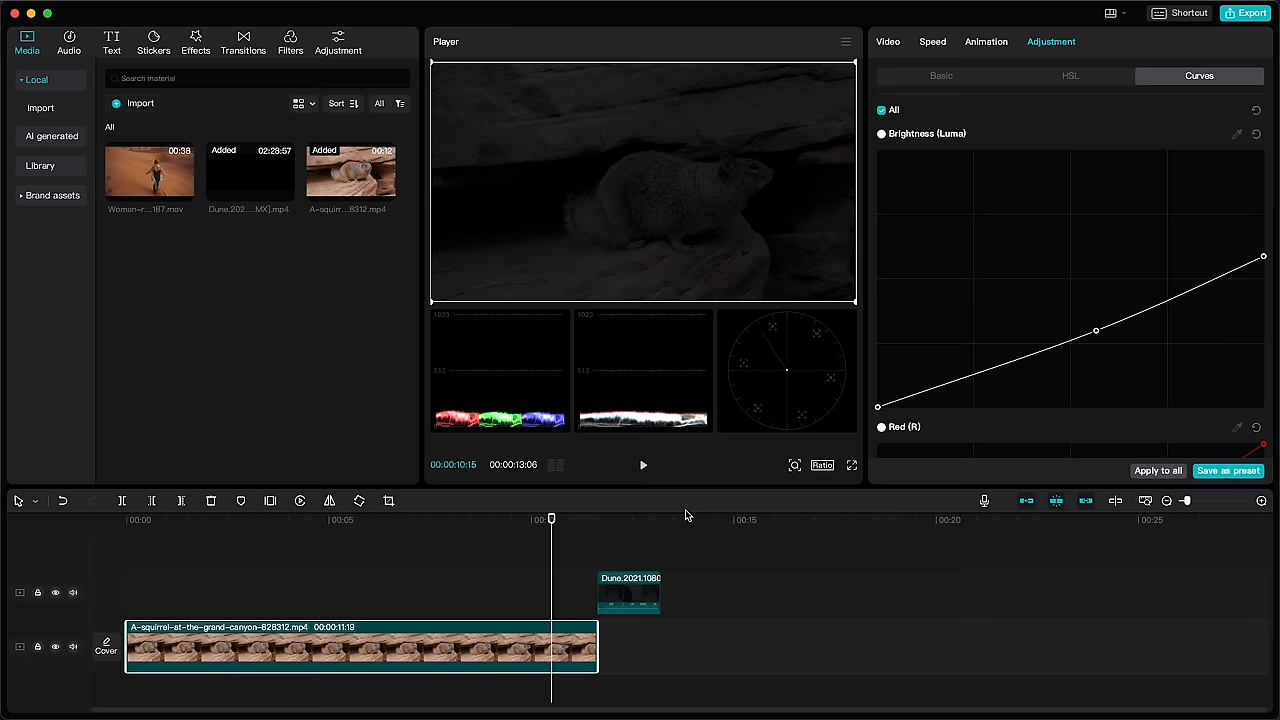 Shortcut
Export
Media
Audio
Text
Stickers
Effects
Transitions
Filters
Adjustment
Local
Import
AI generated
Library
Brand assets
Search material
Import
Sort
All
All
00:38
Added 02:28:57
Added 00:12
Woman-r...187.mov
Dune.202....MX].mp4
A-squirr...8312.mp4
Player
1023
512
1023
512
00:00:10:15
00:00:13:06
Ratio
Video
Speed
Animation
Adjustment
Basic
HSL
Curves
All
Brightness (Luma)
Red (R)
Apply to all
Save as preset
00:00
00:05
00:15
00:20
00:25
Dune.2021.1080
Cover
A-squirrel-at-the-grand-canyon-828312.mp4 00:00:11:19